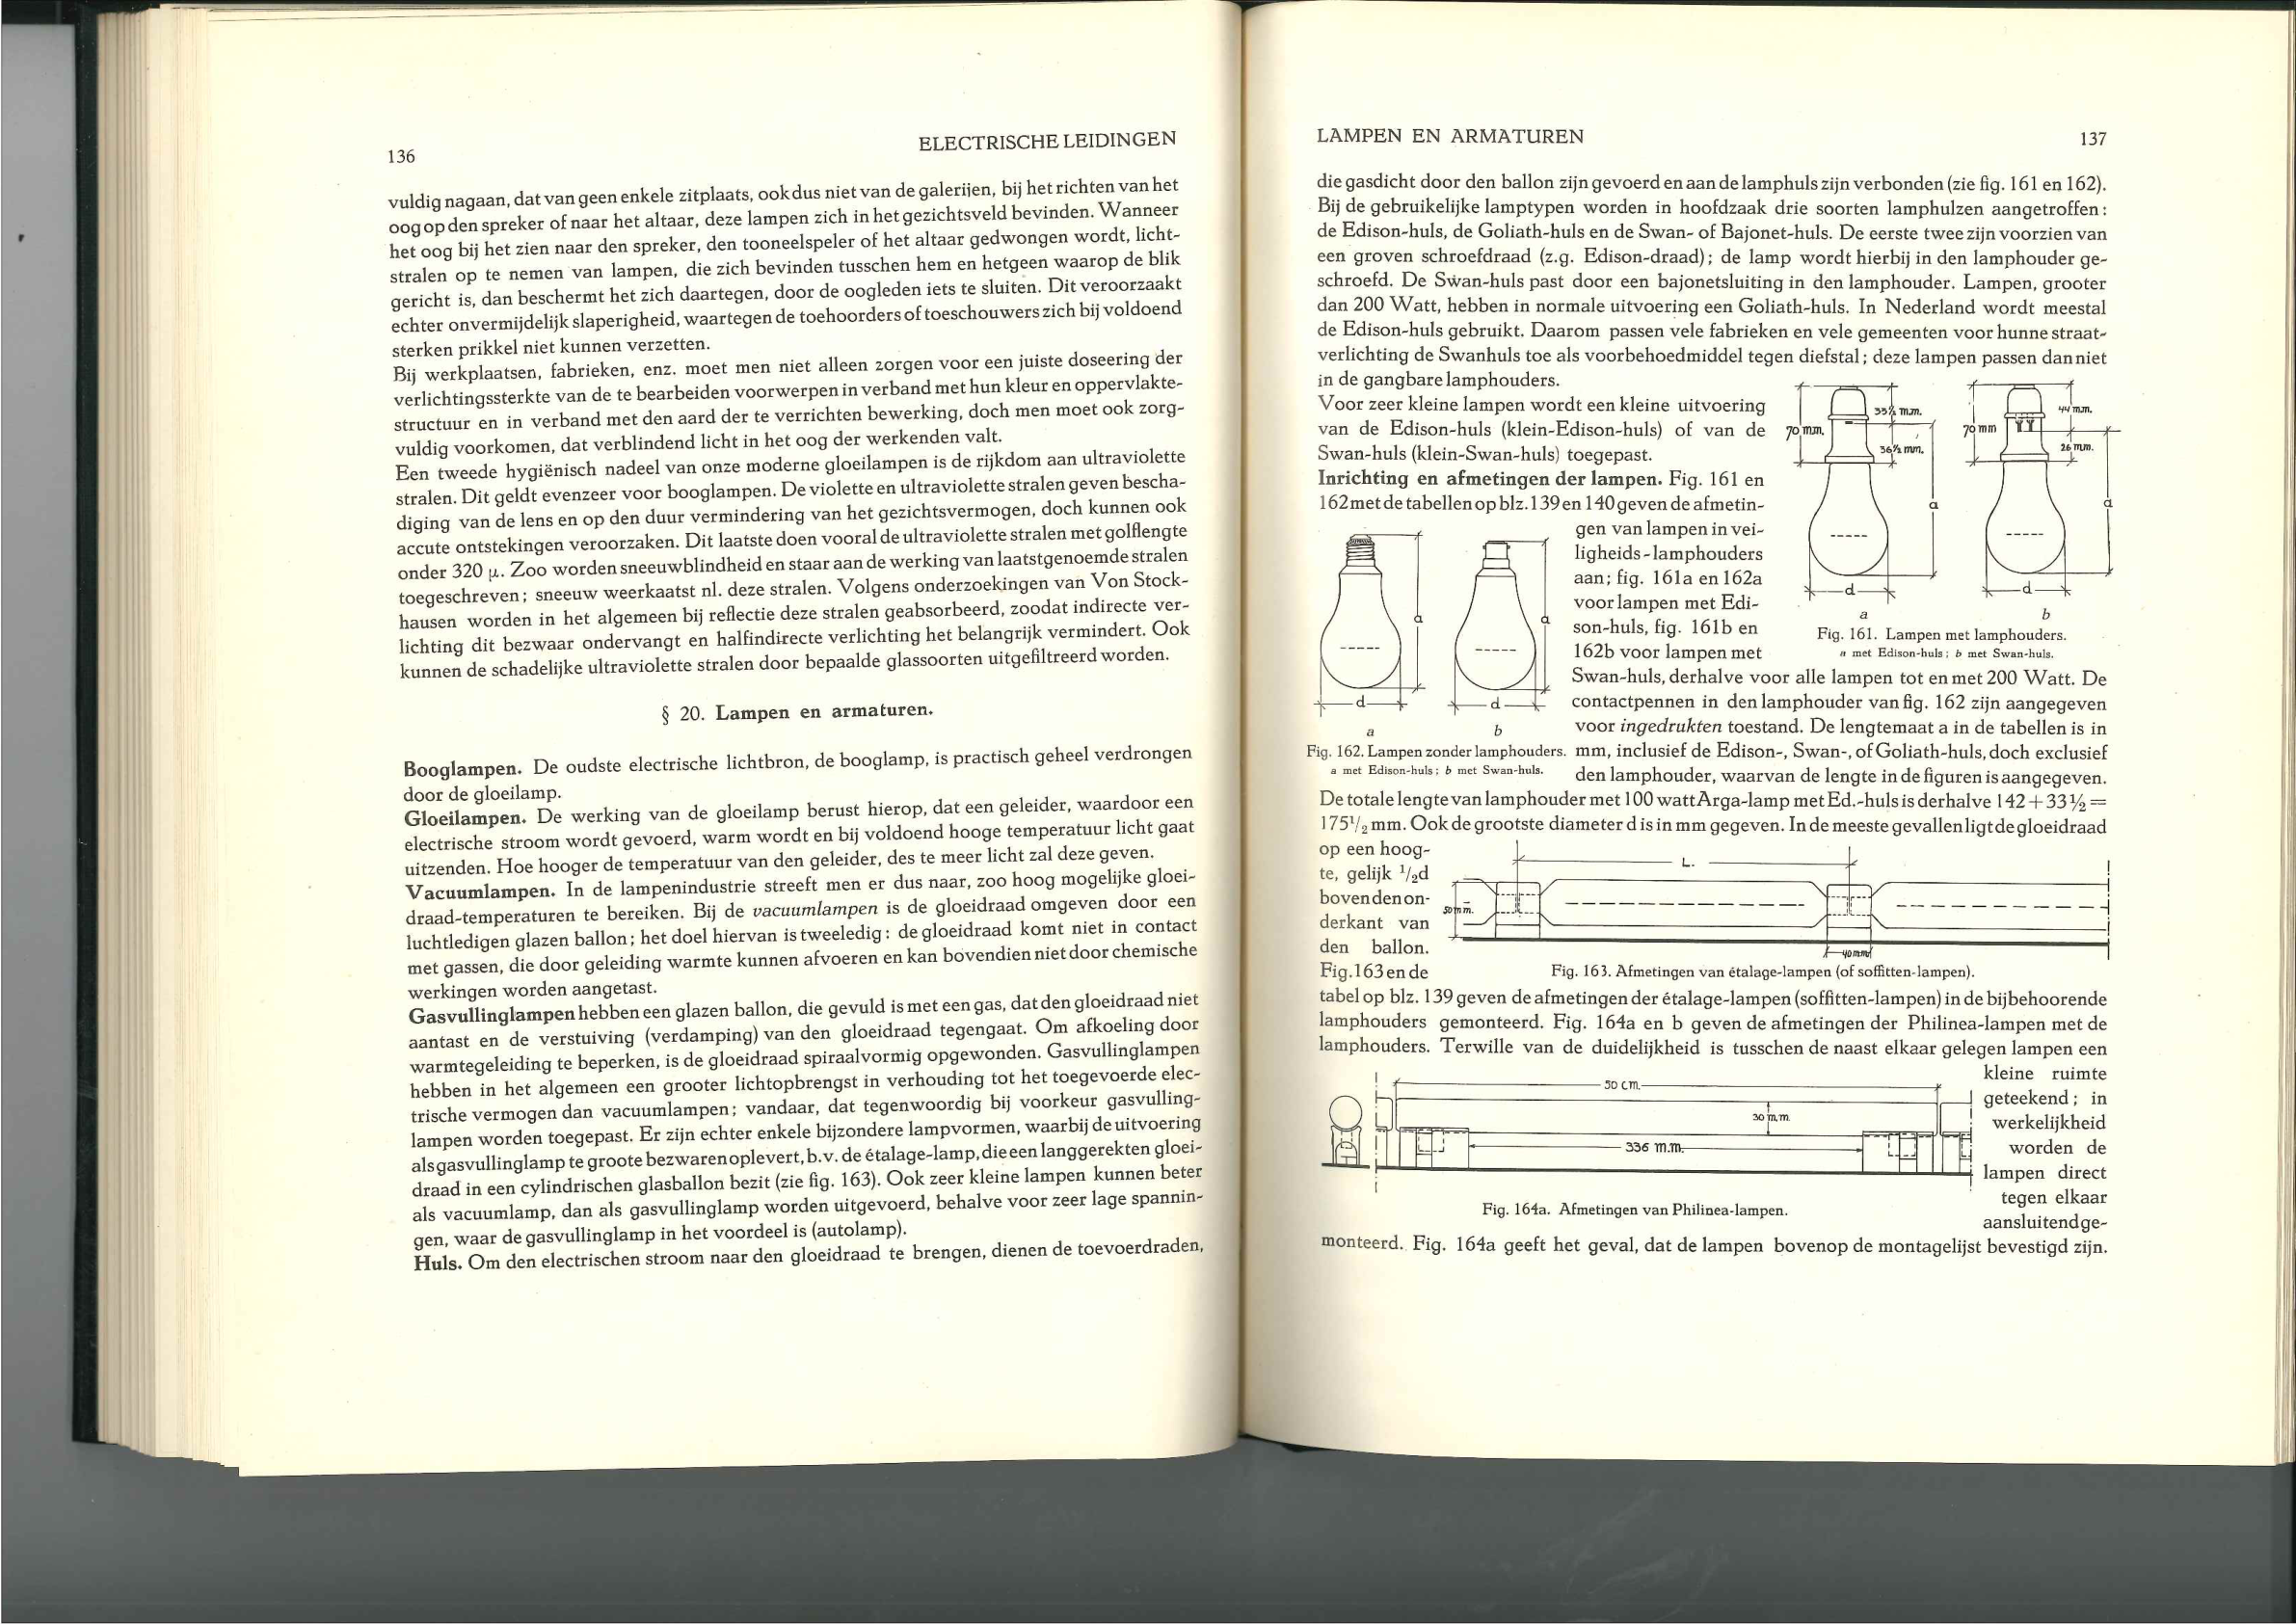 136
ELECTRISCHE LEIDINGEN
vuldig nagaan, dat van geen enkele zitplaats, ook dus niet van de galerijen, bij het richten van het
oog op den spreker of naar het altaar, deze lampen zich in het gezichtsveld bevinden. Wanneer
het oog bij het zien naar den spreker, den tooneelspeler of het altaar gedwongen wordt, licht-
stralen op te nemen van lampen, die zich bevinden tusschen hem en hetgeen waarop de blik
gericht is, dan beschermt het zich daartegen, door de oogleden iets te sluiten. Dit veroorzaakt
echter onvermijdelijk slaperigheid, waartegen de toehoorders of toeschouwers zich bij voldoend
sterken prikkel niet kunnen verzetten.
Bij werkplaatsen, fabrieken, enz. moet men niet alleen zorgen voor een juiste doseering der
verlichtingssterkte van de te bearbeiden voorwerpen in verband met hun kleur en oppervlakte-
structuur en in verband met den aard der te verrichten bewerking, doch men moet ook zorg-
vuldig voorkomen, dat verblindend licht in het oog der werkenden valt.
Een tweede hygiënisch nadeel van onze moderne gloeilampen is de rijkdom aan ultraviolette
stralen. Dit geldt evenzeer voor booglampen. De violette en ultraviolette stralen geven bescha-
diging van de lens en op den duur vermindering van het gezichtsvermogen, doch kunnen ook
accute ontstekingen veroorzaken. Dit laatste doen vooral de ultraviolette stralen met golflengte
onder 320 µ. Zoo worden sneeuwblindheid en staar aan de werking van laatstgenoemde stralen
toegeschreven; sneeuw weerkaatst nl. deze stralen. Volgens onderzoekingen van Von Stock-
hausen worden in het algemeen bij reflectie deze stralen geabsorbeerd, zoodat indirecte ver-
lichting dit bezwaar ondervangt en halfindirecte verlichting het belangrijk vermindert. Ook
kunnen de schadelijke ultraviolette stralen door bepaalde glassoorten uitgefiltreerd worden.
§ 20. Lampen en armaturen.
Booglampen. De oudste electrische lichtbron, de booglamp, is practisch geheel verdrongen
door de gloeilamp.
Gloeilampen. De werking van de gloeilamp berust hierop, dat een geleider, waardoor een
electrische stroom wordt gevoerd, warm wordt en bij voldoend hooge temperatuur licht gaat
uitzenden. Hoe hooger de temperatuur van den geleider, des te meer licht zal deze geven.
Vacuumlampen. In de lampenindustrie streeft men er dus naar, zoo hoog mogelijke gloei-
draad-temperaturen te bereiken. Bij de vacuumlampen is de gloeidraad omgeven door een
luchtledigen glazen ballon; het doel hiervan is tweeledig: de gloeidraad komt niet in contact
met gassen, die door geleiding warmte kunnen afvoeren en kan bovendien niet door chemische
werkingen worden aangetast.
Gasvullinglampen hebben een glazen ballon, die gevuld is met een gas, dat den gloeidraad niet
aantast en de verstuiving (verdamping) van den gloeidraad tegengaat. Om afkoeling door
warmtegeleiding te beperken, is de gloeidraad spiraalvormig opgewonden. Gasvullinglampen
hebben in het algemeen een grooter lichtopbrengst in verhouding tot het toegevoerde elec-
trische vermogen dan vacuumlampen; vandaar, dat tegenwoordig bij voorkeur gasvulling-
lampen worden toegepast. Er zijn echter enkele bijzondere lampvormen, waarbij de uitvoering
als gasvullinglamp te groote bezwaren oplevert, b.v. de étalage-lamp, die een langgerekten gloei-
draad in een cylindrischen glasballon bezit (zie fig. 163). Ook zeer kleine lampen kunnen beter
als vacuumlamp, dan als gasvullinglamp worden uitgevoerd, behalve voor zeer lage spannin-
gen, waar de gasvullinglamp in het voordeel is (autolamp).
Huls. Om den electrischen stroom naar den gloeidraad te brengen, dienen de toevoerdraden,
LAMPEN EN ARMATUREN
137
die gasdicht door den ballon zijn gevoerd en aan de lamphuls zijn verbonden (zie fig. 161 en 162).
Bij de gebruikelijke lamptypen worden in hoofdzaak drie soorten lamphulzen aangetroffen:
de Edison-huls, de Goliath-huls en de Swan- of Bajonet-huls. De eerste twee zijn voorzien van
een groven schroefdraad (z.g. Edison-draad); de lamp wordt hierbij in den lamphouder ge-
schroefd. De Swan-huls past door een bajonetsluiting in den lamphouder. Lampen, grooter
dan 200 Watt, hebben in normale uitvoering een Goliath-huls. In Nederland wordt meestal
de Edison-huls gebruikt. Daarom passen vele fabrieken en vele gemeenten voor hunne straat-
verlichting de Swanhuls toe als voorbehoedmiddel tegen diefstal; deze lampen passen dan niet
in de gangbare lamphouders.
Voor zeer kleine lampen wordt een kleine uitvoering
van de Edison-huls (klein-Edison-huls) of van de
Swan-huls (klein-Swan-huls) toegepast.
Inrichting en afmetingen der lampen. Fig. 161 en
162 met de tabellen op blz. 139 en 140 geven de afmetin-
gen van lampen in vei-
ligheids-lamphouders
aan; fig. 161a en 162a
voor lampen met Edi-
son-huls, fig. 161b en
162b voor lampen met
33½ m.m.
70 m.m.
36½ m.m.
a
d
a
44 m.m.
70 mm
26 m.m.
a
d
b
Fig. 161. Lampen met lamphouders.
a met Edison-huls; b met Swan-huls.
a
d
a
a
d
b
Fig. 162. Lampen zonder lamphouders.
a met Edison-huls; b met Swan-huls.
Swan-huls, derhalve voor alle lampen tot en met 200 Watt. De
contactpennen in den lamphouder van fig. 162 zijn aangegeven
voor ingedrukten toestand. De lengtemaat a in de tabellen is in
mm, inclusief de Edison-, Swan-, of Goliath-huls, doch exclusief
den lamphouder, waarvan de lengte in de figuren is aangegeven.
De totale lengte van lamphouder met 100 watt Arga-lamp met Ed.-huls is derhalve 142 + 33½ =
175½ mm. Ook de grootste diameter d is in mm gegeven. In de meeste gevallen ligt de gloeidraad
op een hoog-
te, gelijk ½d
boven den on-
derkant van
den ballon.
Fig. 163 en de
L.
50 m.m.
40 m.m.
Fig. 163. Afmetingen van étalage-lampen (of soffitten-lampen).
tabel op blz. 139 geven de afmetingen der étalage-lampen (soffitten-lampen) in de bijbehoorende
lamphouders gemonteerd. Fig. 164a en b geven de afmetingen der Philinea-lampen met de
lamphouders. Terwille van de duidelijkheid is tusschen de naast elkaar gelegen lampen een
kleine ruimte
geteekend; in
werkelijkheid
worden de
lampen direct
tegen elkaar
aansluitend ge-
50 cm.
30 m.m.
336 m.m.
Fig. 164a. Afmetingen van Philinea-lampen.
monteerd. Fig. 164a geeft het geval, dat de lampen bovenop de montagelijst bevestigd zijn.